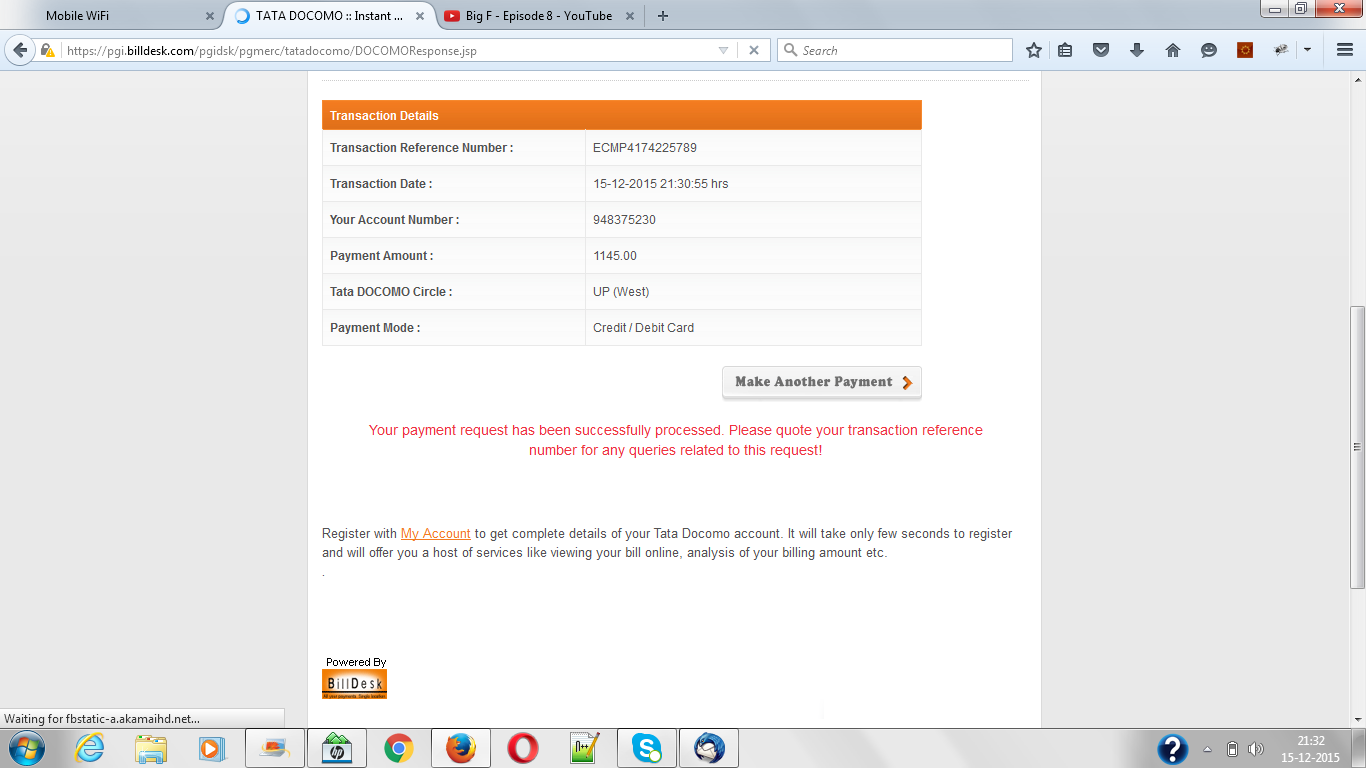 Mobile WiFi
TATA DOCOMO :: Instant ...
Big F - Episode 8 - YouTube
https://pgi.billdesk.com/pgidsk/pgmerc/tatadocomo/DOCOMOResponse.jsp
Search
Transaction Details
Transaction Reference Number : ECMP4174225789
Transaction Date : 15-12-2015 21:30:55 hrs
Your Account Number : 948375230
Payment Amount : 1145.00
Tata DOCOMO Circle : UP (West)
Payment Mode : Credit / Debit Card
Make Another Payment
Your payment request has been successfully processed. Please quote your transaction reference
number for any queries related to this request!
Register with My Account to get complete details of your Tata Docomo account. It will take only few seconds to register
and will offer you a host of services like viewing your bill online, analysis of your billing amount etc.
.
Powered By
BillDesk
All your payments. Single location
Waiting for fbstatic-a.akamaihd.net...
hp
n++
21:32
15-12-2015